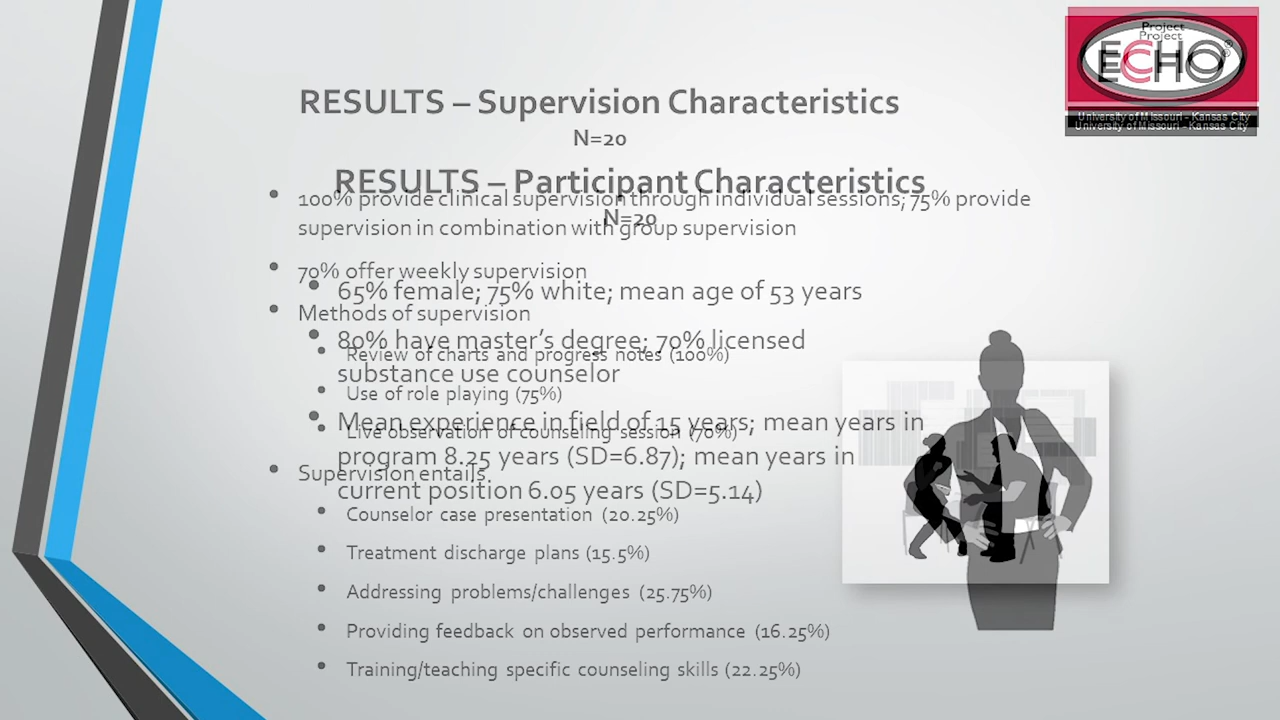 Project
Project
ECHO®
University of Missouri - Kansas City
University of Missouri - Kansas City
RESULTS – Supervision Characteristics
N=20
• 100% provide clinical supervision through individual sessions; 75% provide
supervision in combination with group supervision
• 70% offer weekly supervision
• Methods of supervision
• Review of charts and progress notes (100%)
• Use of role playing (75%)
• Live observation of counseling session (70%)
• Supervision entails
• Counselor case presentation (20.25%)
• Treatment discharge plans (15.5%)
• Addressing problems/challenges (25.75%)
• Providing feedback on observed performance (16.25%)
• Training/teaching specific counseling skills (22.25%)
RESULTS – Participant Characteristics
N=20
• 65% female; 75% white; mean age of 53 years
• 80% have master's degree; 70% licensed
substance use counselor
• Mean experience in field of 15 years; mean years in
program 8.25 years (SD=6.87); mean years in
current position 6.05 years (SD=5.14)